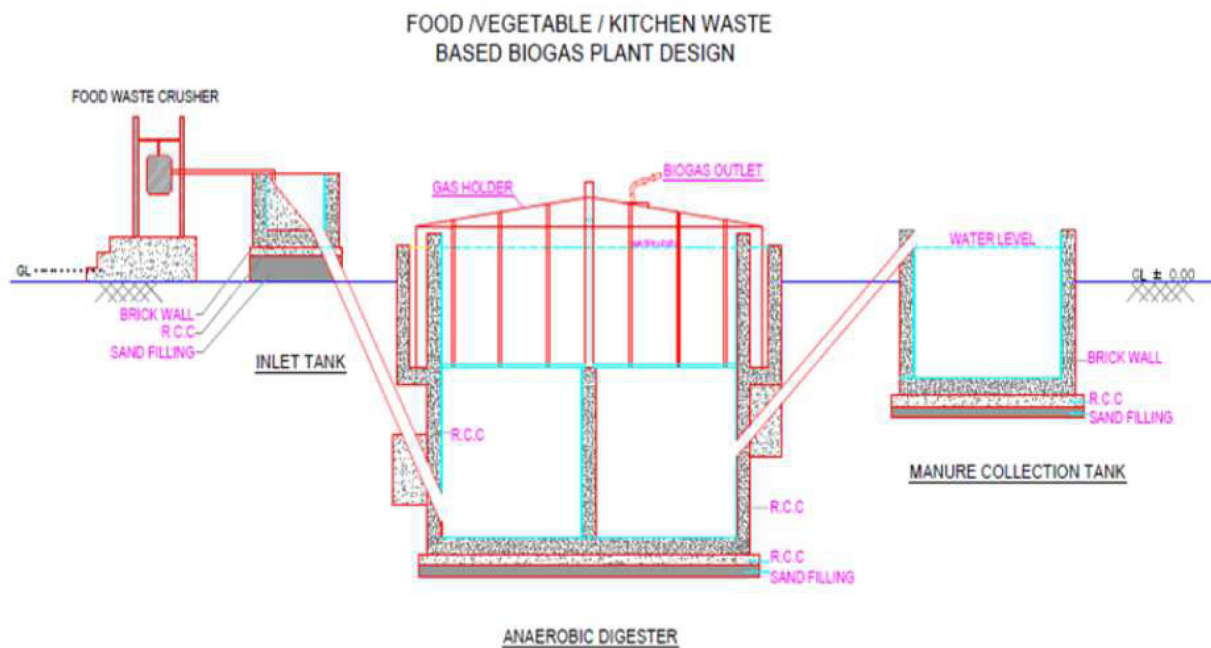 FOOD /VEGETABLE / KITCHEN WASTE
BASED BIOGAS PLANT DESIGN
FOOD WASTE CRUSHER
BIOGAS OUTLET
GAS HOLDER
WATER LEVEL
GL
GL ± 0.00
BRICK WALL
R.C.C
SAND FILLING
INLET TANK
BRICK WALL
R.C.C
SAND FILLING
R.C.C
MANURE COLLECTION TANK
R.C.C
R.C.C
SAND FILLING
ANAEROBIC DIGESTER